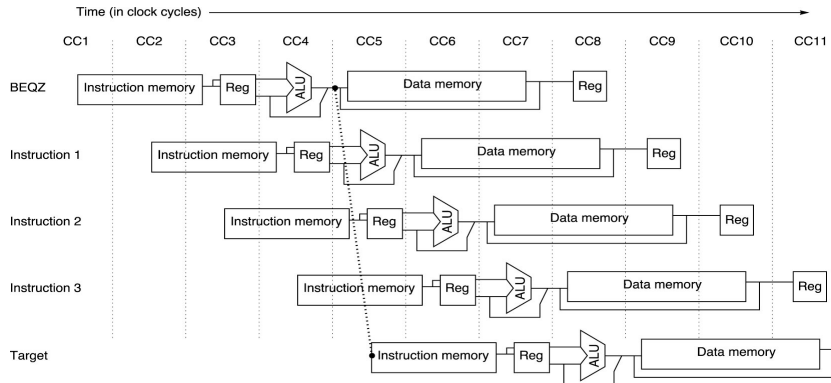 Time (in clock cycles)
CC1 CC2 CC3 CC4 CC5 CC6 CC7 CC8 CC9 CC10 CC11
BEQZ Instruction memory Reg ALU Data memory Reg
Instruction 1 Instruction memory Reg ALU Data memory Reg
Instruction 2 Instruction memory Reg ALU Data memory Reg
Instruction 3 Instruction memory Reg ALU Data memory Reg
Target Instruction memory Reg ALU Data memory